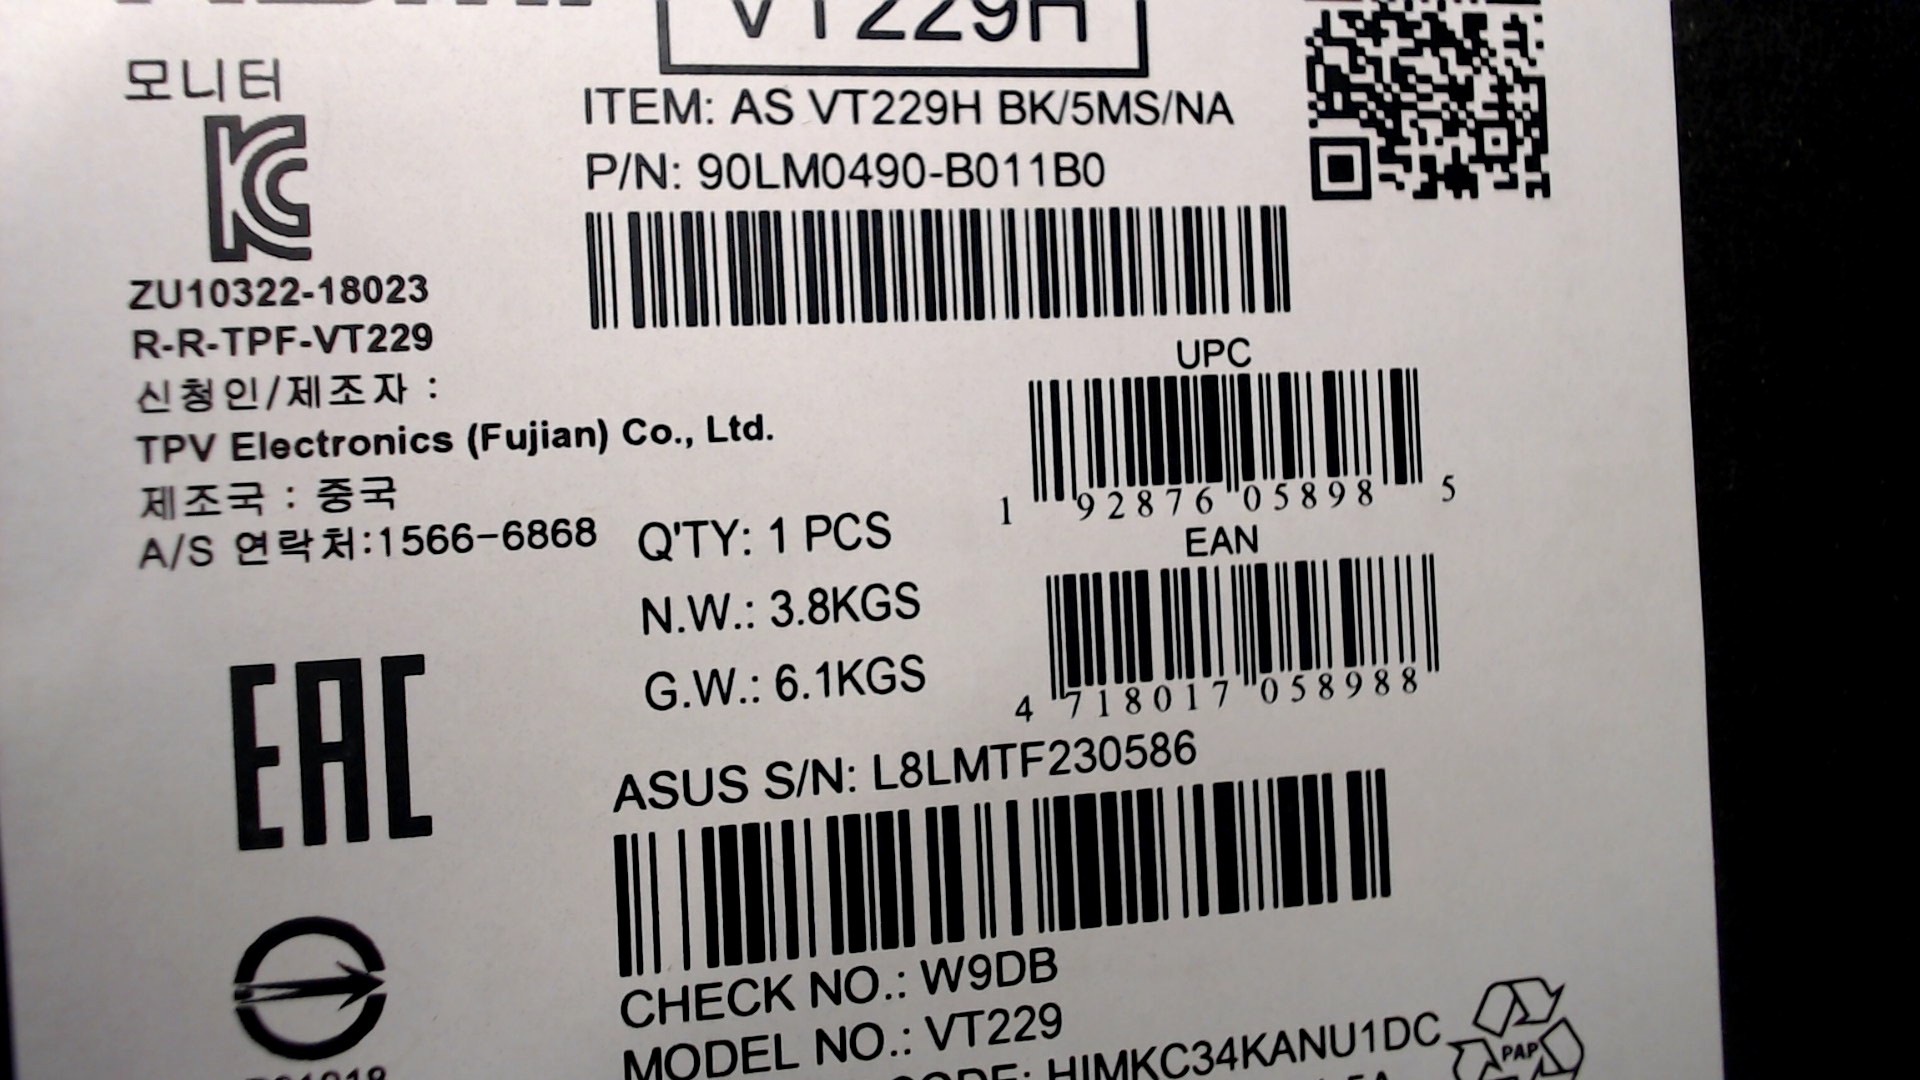 VT229H
모니터
ITEM: AS VT229H BK/5MS/NA
P/N: 90LM0490-B011B0
ZU10322-18023
R-R-TPF-VT229
신청인/제조자 :
TPV Electronics (Fujian) Co., Ltd.
제조국 : 중국
A/S 연락처:1566-6868
UPC
1 92876 05898 5
Q'TY: 1 PCS
EAN
N.W.: 3.8KGS
G.W.: 6.1KGS
4 718017 058988
EAC
ASUS S/N: L8LMTF230586
CHECK NO.: W9DB
MODEL NO.: VT229
HIMKC34KANU1DC
PAP